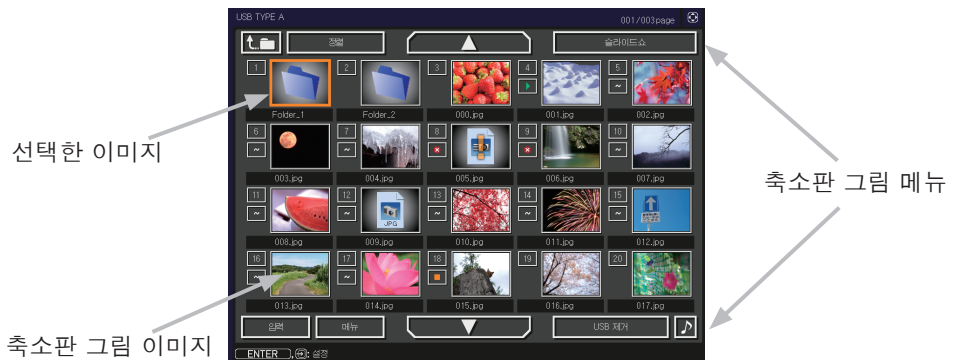 USB TYPE A
001/003page
정렬
슬라이드쇼
1 2 3 4 5
Folder_1 Folder_2 000.jpg 001.jpg 002.jpg
선택한 이미지
6 7 8 9 10
003.jpg 004.jpg 005.jpg 006.jpg 007.jpg
축소판 그림 메뉴
11 12 13 14 15
JPG
008.jpg 009.jpg 010.jpg 011.jpg 012.jpg
16 17 18 19 20
013.jpg 014.jpg 015.jpg 016.jpg 017.jpg
축소판 그림 이미지
입력 메뉴 USB 제거
ENTER , : 설정